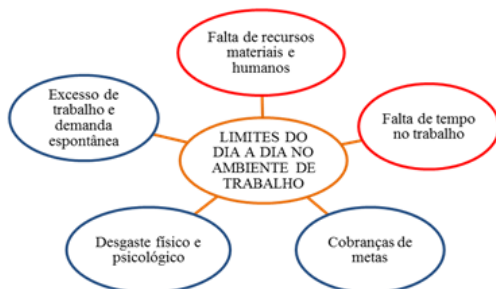 Falta de recursos
materiais e
humanos
Excesso de
trabalho e
demanda
espontânea
Falta de tempo
no trabalho
LIMITES DO
DIA A DIA NO
AMBIENTE DE
TRABALHO
Desgaste físico e
psicológico
Cobranças de
metas